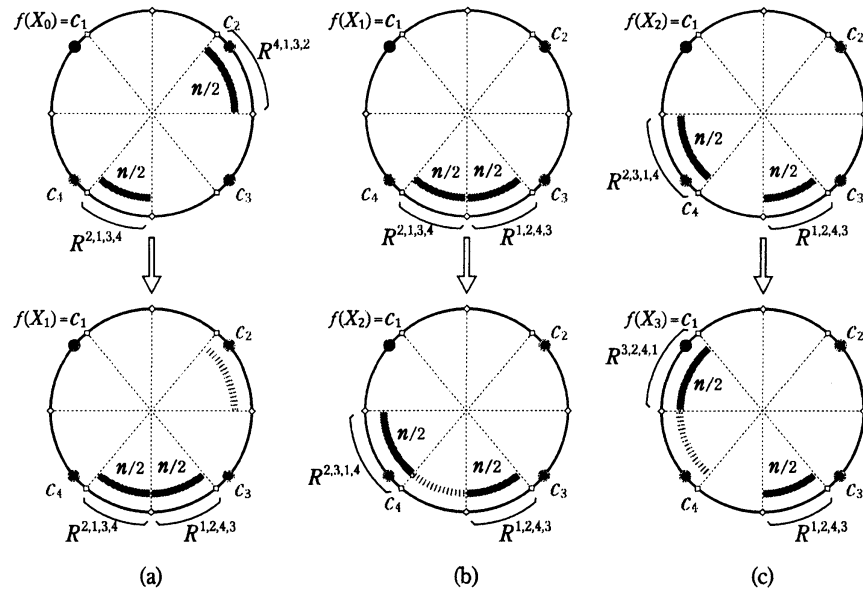 f(X₀)=C₁ C₂ R⁴,¹,³,²
n/2
n/2
C₄ C₃
R²,¹,³,⁴
f(X₁)=C₁ C₂
n/2 n/2
C₄ C₃
R²,¹,³,⁴ R¹,²,⁴,³
(a)
f(X₁)=C₁ C₂
n/2 n/2
C₄ C₃
R²,¹,³,⁴ R¹,²,⁴,³
f(X₂)=C₁ C₂
n/2
n/2
R²,³,¹,⁴
C₄ C₃
R¹,²,⁴,³
(b)
f(X₂)=C₁ C₂
n/2
n/2
R²,³,¹,⁴
C₄ C₃
R¹,²,⁴,³
f(X₃)=C₁ C₂
R³,²,⁴,¹
n/2
n/2
C₄ C₃
R¹,²,⁴,³
(c)